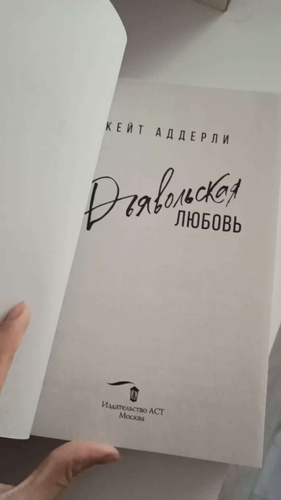 КЕЙТ АДДЕРЛИ
Дьявольская
ЛЮБОВЬ
Издательство АСТ
Москва